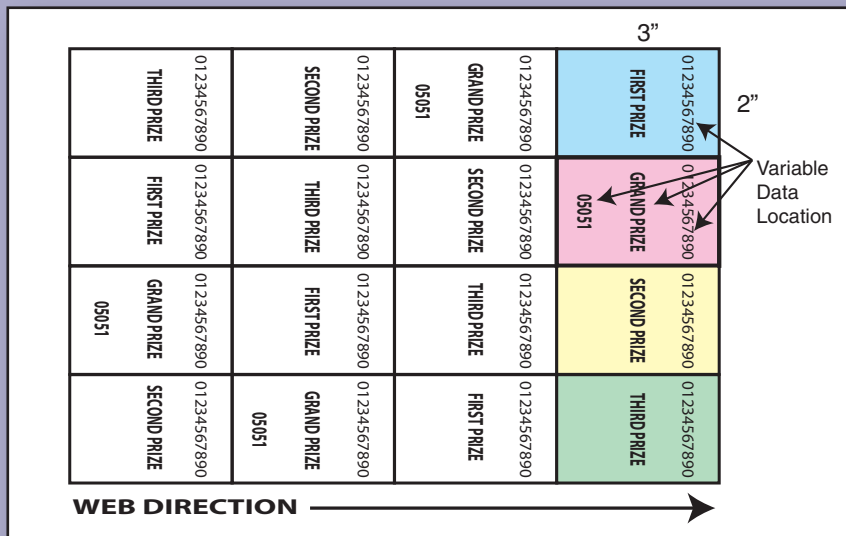 3”
2”
THIRD PRIZE
01234567890
SECOND PRIZE
01234567890
05051
GRAND PRIZE
01234567890
FIRST PRIZE
01234567890
FIRST PRIZE
01234567890
THIRD PRIZE
01234567890
SECOND PRIZE
01234567890
05051
GRAND PRIZE
01234567890
Variable
Data
Location
05051
GRAND PRIZE
01234567890
FIRST PRIZE
01234567890
THIRD PRIZE
01234567890
SECOND PRIZE
01234567890
SECOND PRIZE
01234567890
05051
GRAND PRIZE
01234567890
FIRST PRIZE
01234567890
THIRD PRIZE
01234567890
WEB DIRECTION